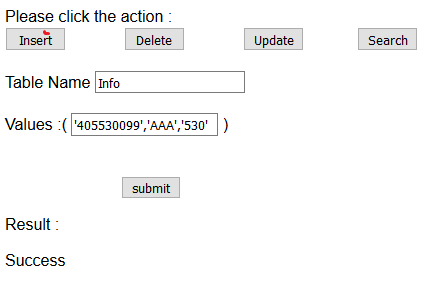 Please click the action :
Insert Delete Update Search
Table Name Info
Values :( '405530099','AAA','530' )
submit
Result :
Success